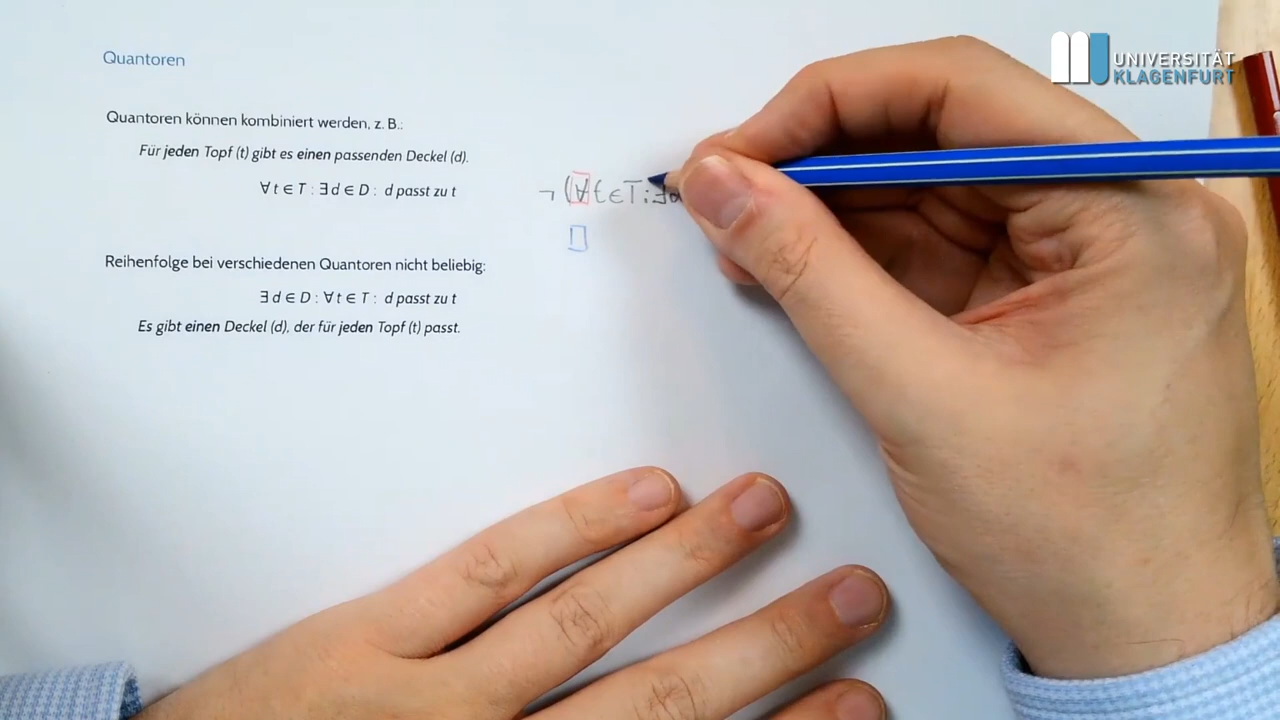 Quantoren
Quantoren können kombiniert werden, z. B.:
Für jeden Topf (t) gibt es einen passenden Deckel (d).
∀ t ∈ T : ∃ d ∈ D : d passt zu t
¬ (∀ t ∈ T : ∃ d
Reihenfolge bei verschiedenen Quantoren nicht beliebig:
∃ d ∈ D : ∀ t ∈ T : d passt zu t
Es gibt einen Deckel (d), der für jeden Topf (t) passt.
UNIVERSITÄT
KLAGENFURT